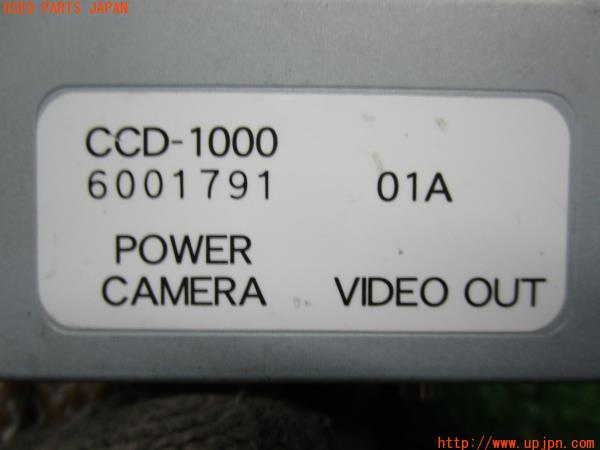 USED PARTS JAPAN
CCD-1000
6001791 01A
POWER
CAMERA VIDEO OUT
http://www.upjpn.com/